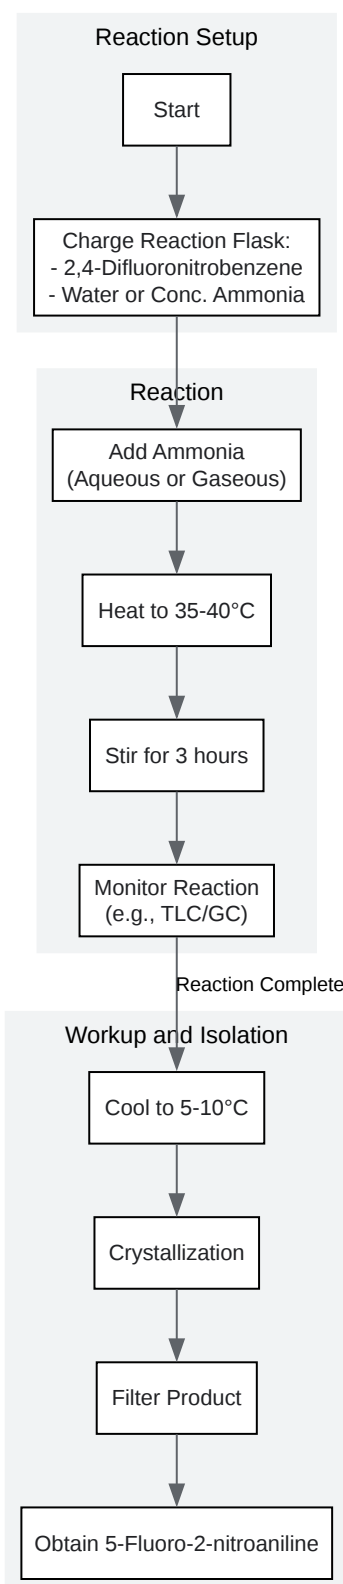 Reaction Setup
Start
Charge Reaction Flask:
- 2,4-Difluoronitrobenzene
- Water or Conc. Ammonia
Reaction
Add Ammonia
(Aqueous or Gaseous)
Heat to 35-40°C
Stir for 3 hours
Monitor Reaction
(e.g., TLC/GC)
Reaction Complete
Workup and Isolation
Cool to 5-10°C
Crystallization
Filter Product
Obtain 5-Fluoro-2-nitroaniline